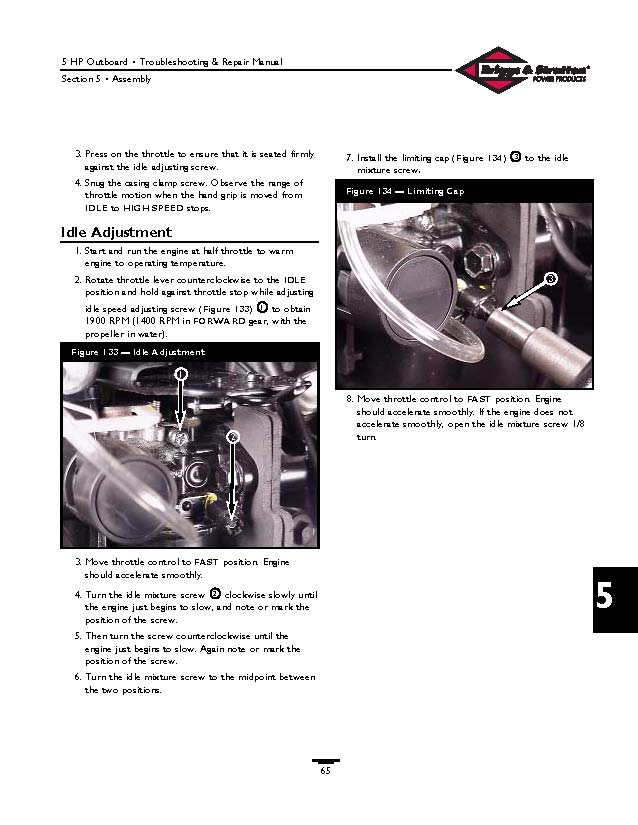 5 HP Outboard • Troubleshooting & Repair Manual
Section 5 • Assembly
Briggs & Stratton®
POWER PRODUCTS
3. Press on the throttle to ensure that it is seated firmly
against the idle adjusting screw.
4. Snug the casing clamp screw. Observe the range of
throttle motion when the hand grip is moved from
IDLE to HIGH SPEED stops.
Idle Adjustment
1. Start and run the engine at half throttle to warm
engine to operating temperature.
2. Rotate throttle lever counterclockwise to the IDLE
position and hold against throttle stop while adjusting
idle speed adjusting screw (Figure 133) 1 to obtain
1900 RPM (1400 RPM in FORWARD gear, with the
propeller in water).
Figure 133 — Idle Adjustment
1
2
3. Move throttle control to FAST position. Engine
should accelerate smoothly.
4. Turn the idle mixture screw 2 clockwise slowly until
the engine just begins to slow, and note or mark the
position of the screw.
5. Then turn the screw counterclockwise until the
engine just begins to slow. Again note or mark the
position of the screw.
6. Turn the idle mixture screw to the midpoint between
the two positions.
7. Install the limiting cap (Figure 134) 3 to the idle
mixture screw.
Figure 134 — Limiting Cap
3
8. Move throttle control to FAST position. Engine
should accelerate smoothly. If the engine does not
accelerate smoothly, open the idle mixture screw 1/8
turn.
5
65